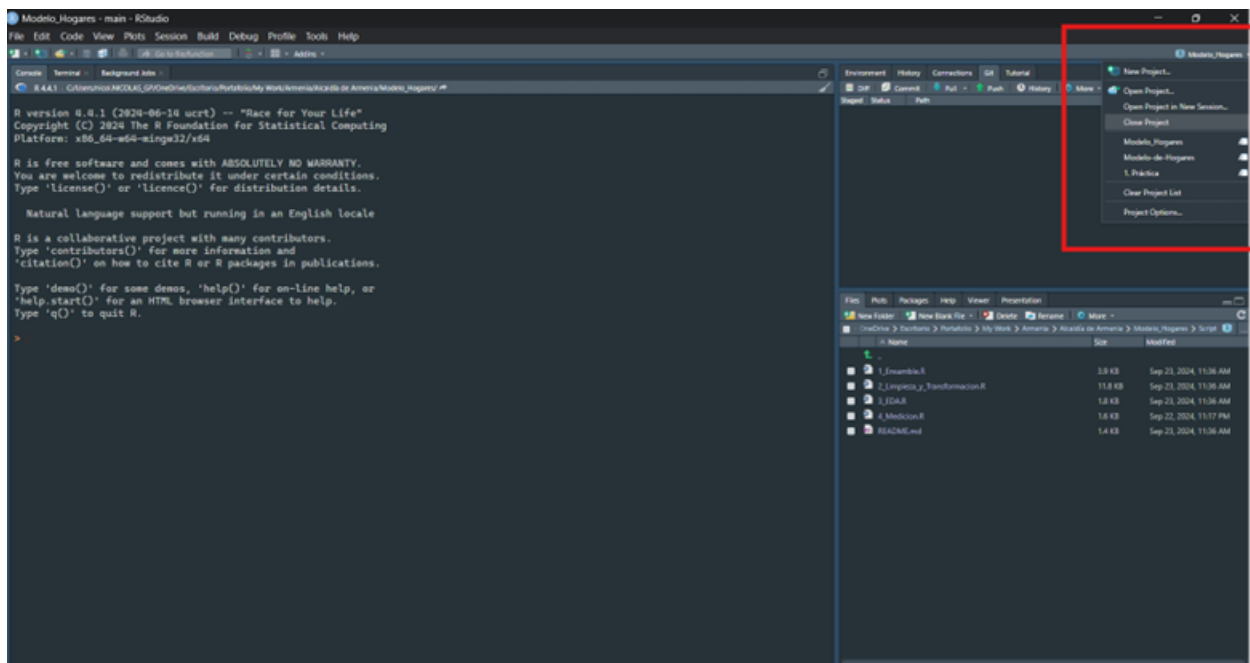 Modelo_Hogares - main - RStudio
File Edit Code View Plots Session Build Debug Profile Tools Help
Go to file/function Addins
Modelo_Hogares
Console Terminal Background Jobs
R 4.4.1
R version 4.4.1 (2024-06-14 ucrt) -- "Race for Your Life"
Copyright (C) 2024 The R Foundation for Statistical Computing
Platform: x86_64-w64-mingw32/x64
R is free software and comes with ABSOLUTELY NO WARRANTY.
You are welcome to redistribute it under certain conditions.
Type 'license()' or 'licence()' for distribution details.
Natural language support but running in an English locale
R is a collaborative project with many contributors.
Type 'contributors()' for more information and
'citation()' on how to cite R or R packages in publications.
Type 'demo()' for some demos, 'help()' for on-line help, or
'help.start()' for an HTML browser interface to help.
Type 'q()' to quit R.
>
Environment History Connections Git Tutorial
Diff Commit Pull Push History More
Staged Status Path
New Project...
Open Project...
Open Project in New Session...
Close Project
Modelo_Hogares
Modelo-de-Hogares
1. Práctica
Clear Project List
Project Options...
Files Plots Packages Help Viewer Presentation
New Folder New Blank File Delete Rename More
OneDrive > Escritorio > Portafolio > My Work > Armenia > Alcaldía de Armenia > Modelo_Hogares > Script
Name Size Modified
..
1_Ensamble.R 3.9 KB Sep 23, 2024, 11:36 AM
2_Limpieza_y_Transformacion.R 11.8 KB Sep 23, 2024, 11:36 AM
3_EDA.R 1.8 KB Sep 23, 2024, 11:36 AM
4_Medicion.R 1.6 KB Sep 22, 2024, 11:17 PM
README.md 1.4 KB Sep 23, 2024, 11:36 AM